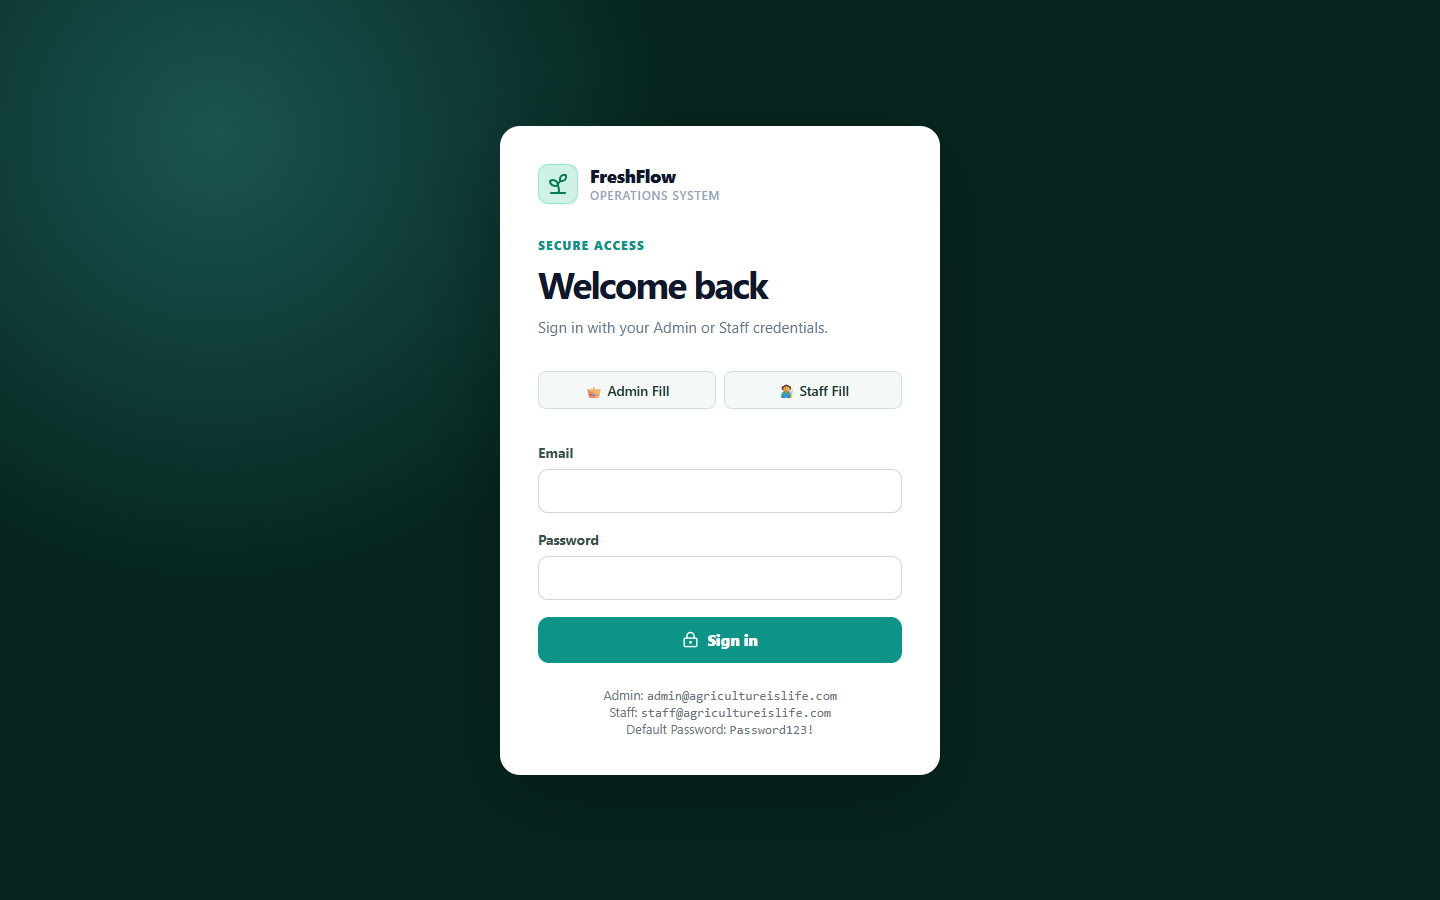 FreshFlow
OPERATIONS SYSTEM
SECURE ACCESS
Welcome back
Sign in with your Admin or Staff credentials.
Admin Fill
Staff Fill
Email
Password
Sign in
Admin: admin@agricultureislife.com
Staff: staff@agricultureislife.com
Default Password: Password123!